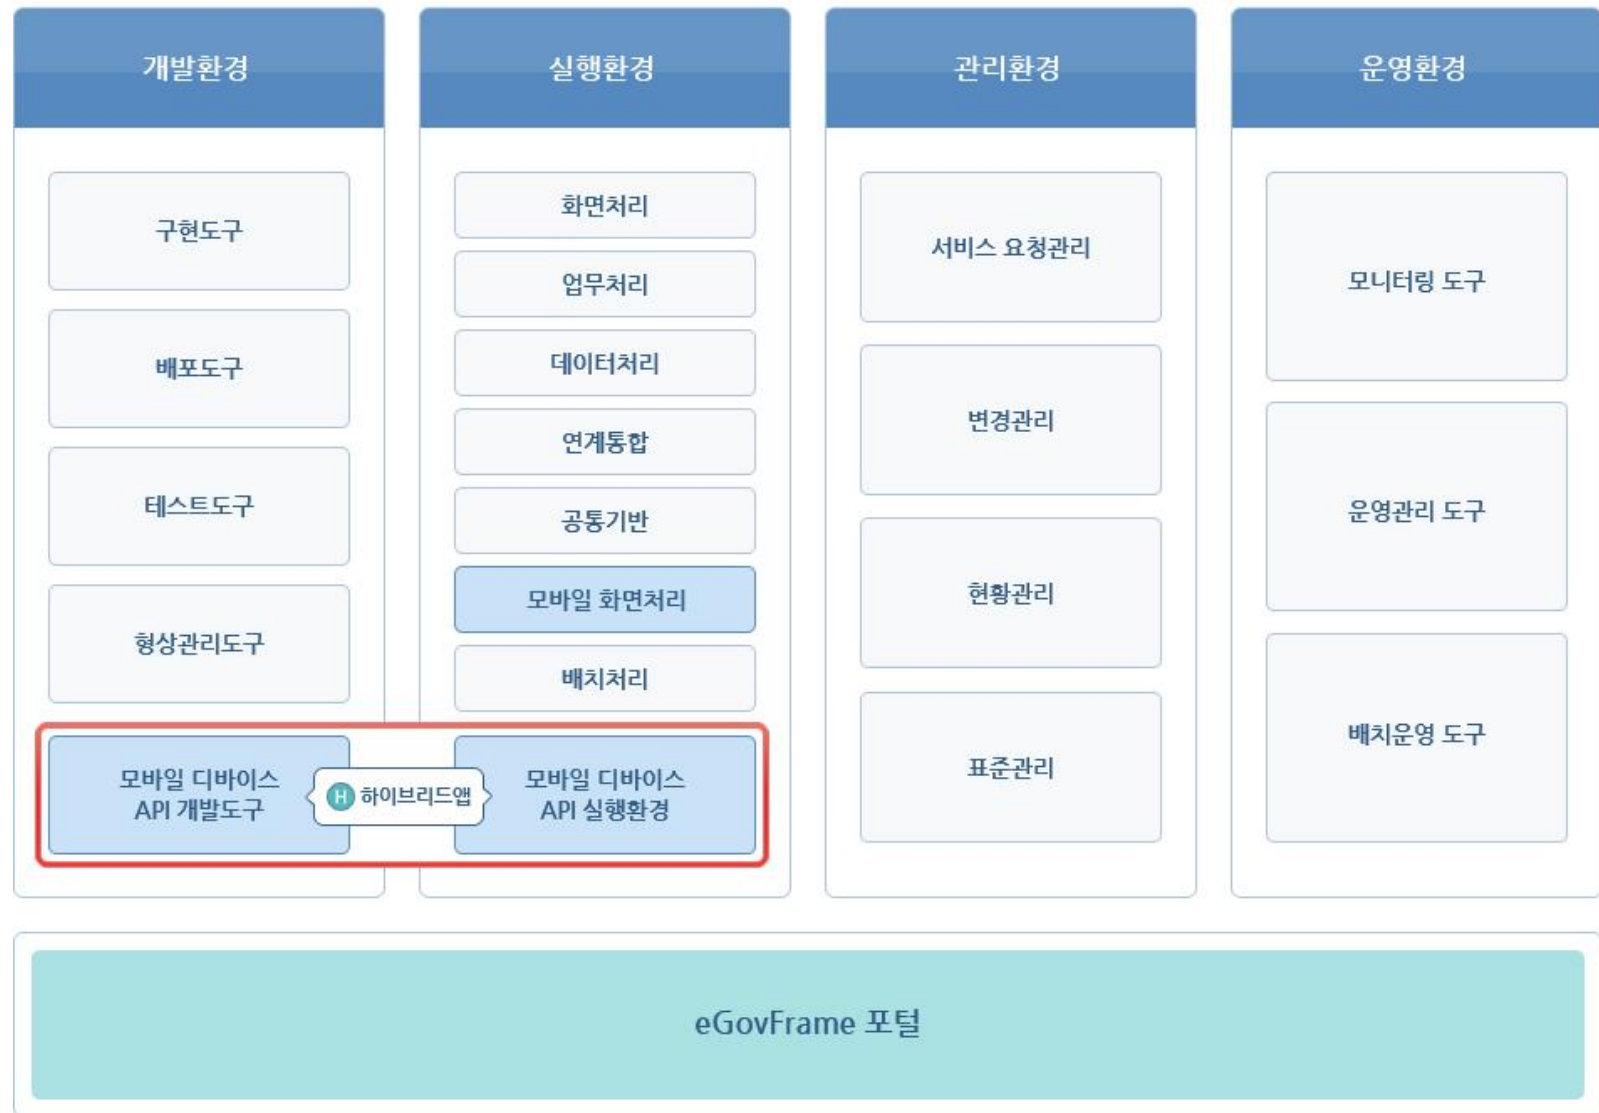 개발환경
구현도구
배포도구
테스트도구
형상관리도구
모바일 디바이스
API 개발도구
H 하이브리드앱
실행환경
화면처리
업무처리
데이터처리
연계통합
공통기반
모바일 화면처리
배치처리
모바일 디바이스
API 실행환경
관리환경
서비스 요청관리
변경관리
현황관리
표준관리
운영환경
모니터링 도구
운영관리 도구
배치운영 도구
eGovFrame 포털